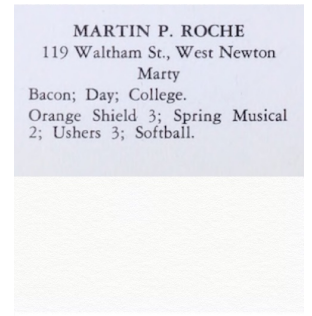 MARTIN P. ROCHE
119 Waltham St., West Newton
Marty
Bacon; Day; College.
Orange Shield 3; Spring Musical
2; Ushers 3; Softball.